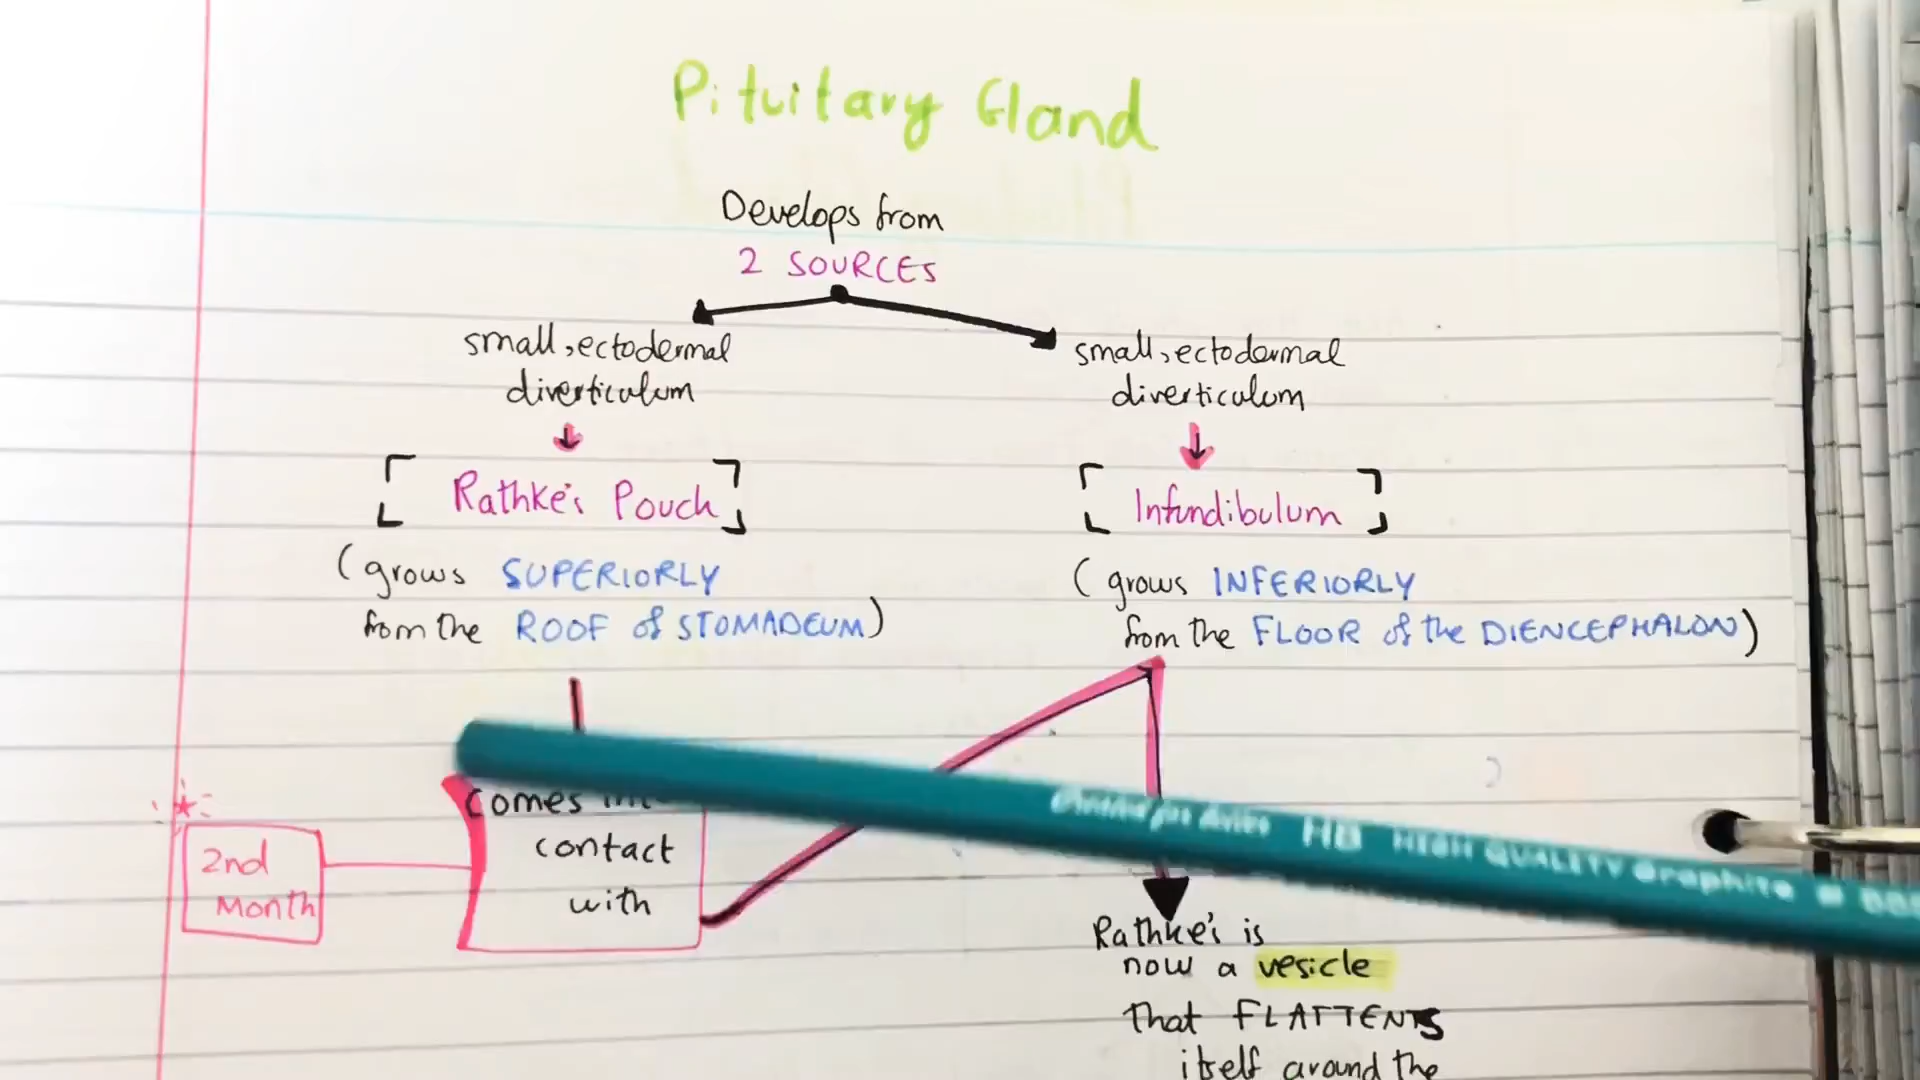 Pituitary Gland
Develops from
2 SOURCES
small, ectodermal
diverticulum
Rathke's Pouch
(grows SUPERIORLY
from the ROOF of STOMADEUM)
small, ectodermal
diverticulum
Infundibulum
(grows INFERIORLY
from the FLOOR of the DIENCEPHALON)
2nd
Month
comes
contact
with
Rathke's is
now a vesicle
that FLATTENS
itself around the
HB HIGH QUALITY Graphite